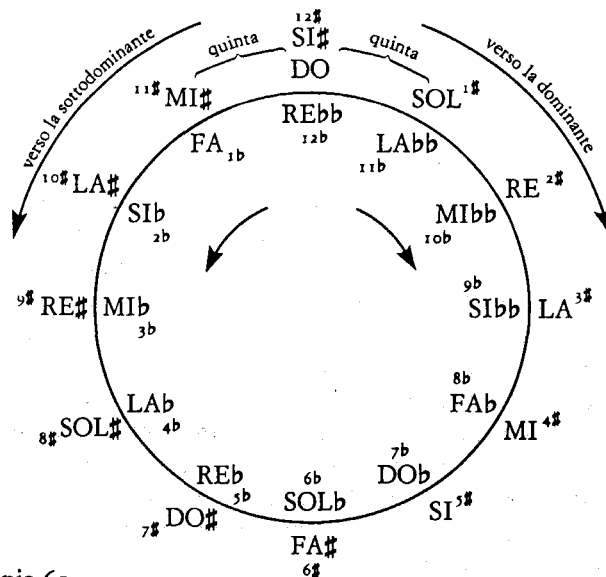 12♯
SI♯
quinta quinta
DO
verso la sottodominante
verso la dominante
11♯ MI♯
SOL 1♯
REbb
12b
FA 1b
LAbb
11b
10♯ LA♯
RE 2♯
SIb
2b
MIbb
10b
9♯ RE♯
MIb
3b
9b
SIbb
LA 3♯
LAb
4b
8b
FAb
8♯ SOL♯
MI 4♯
REb
5b
6b
SOLb
7b
DOb
7♯ DO♯
SI 5♯
FA♯
6♯